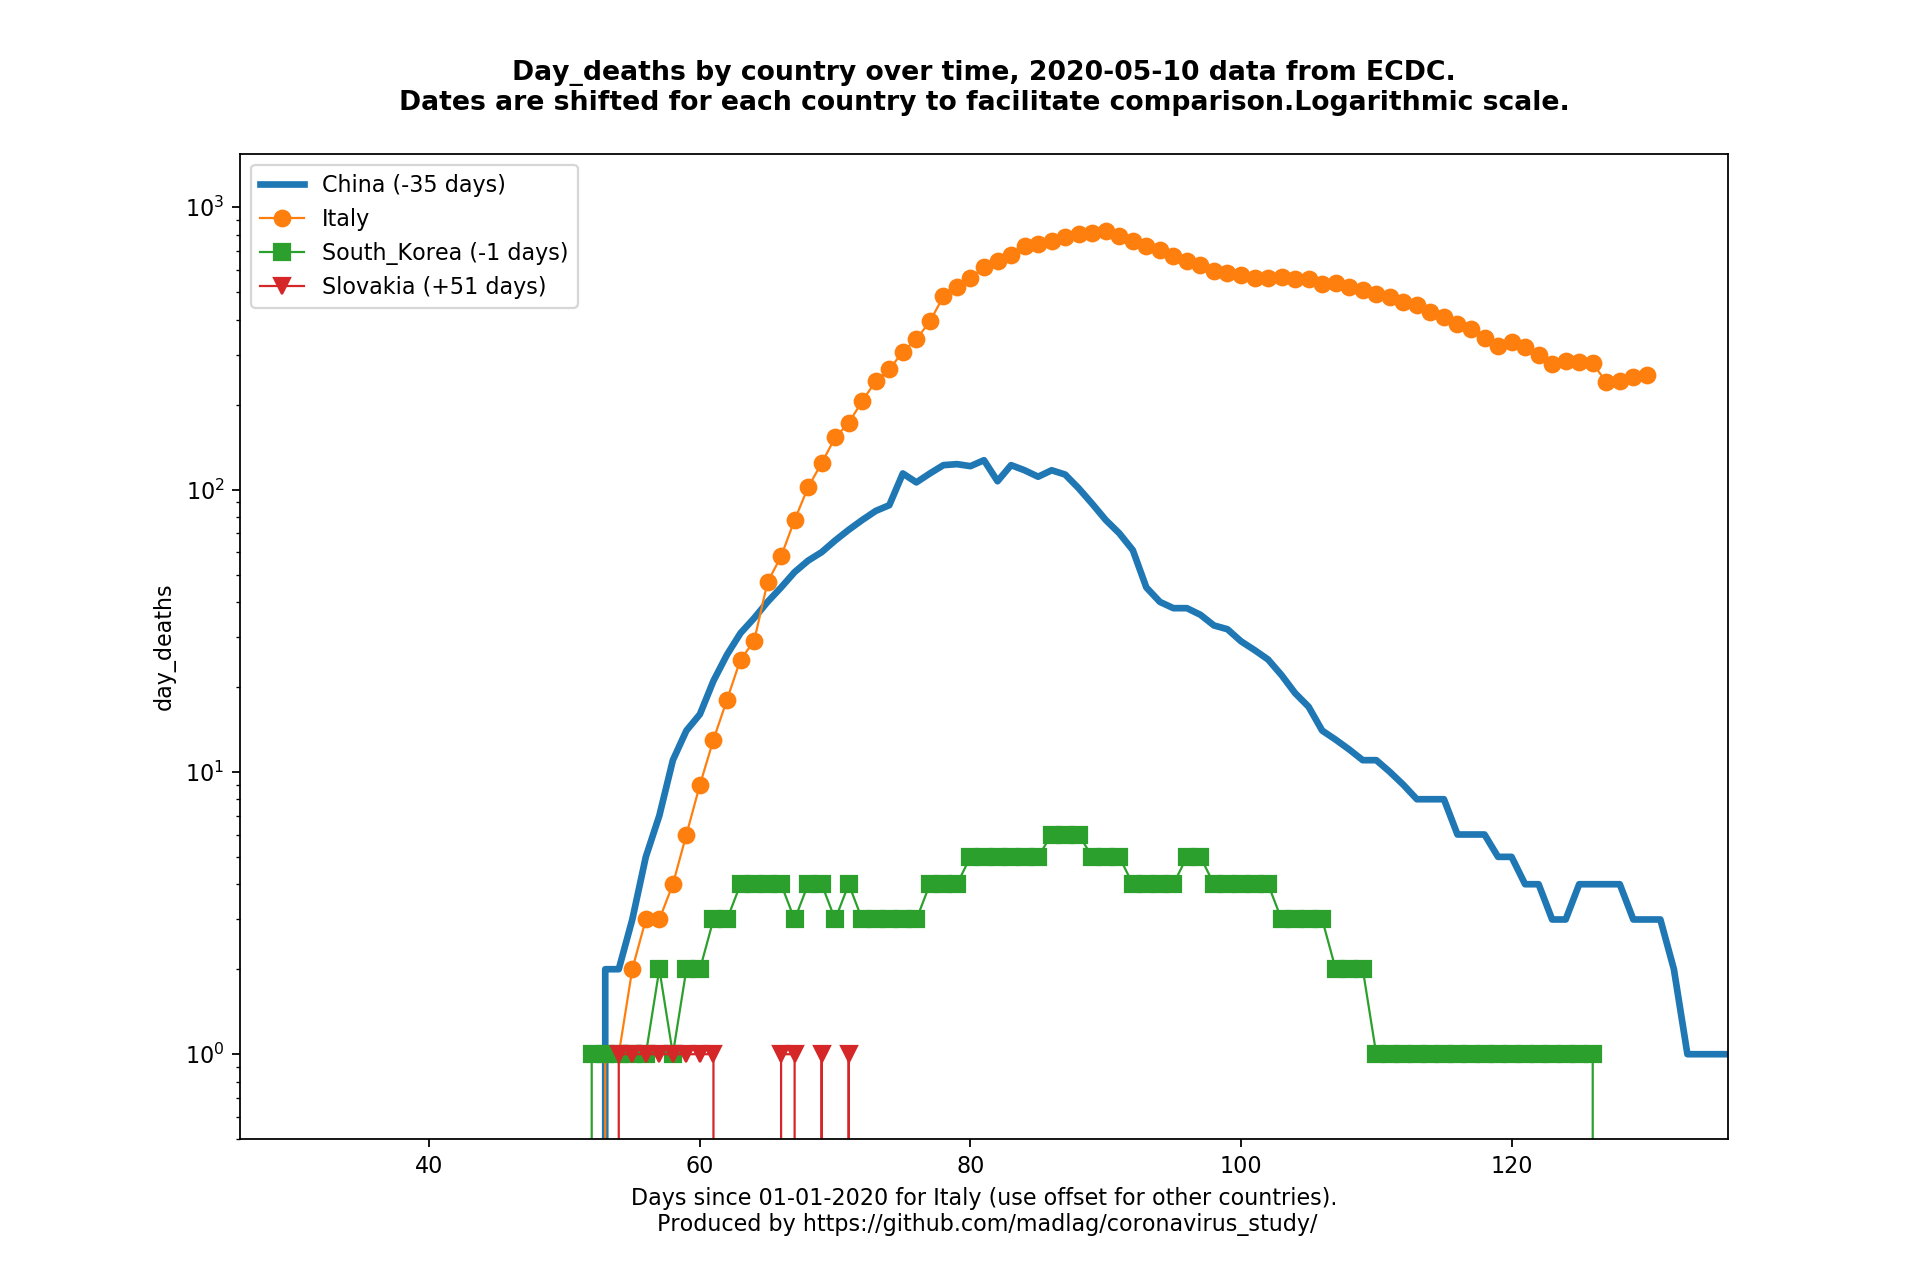 Day_deaths by country over time, 2020-05-10 data from ECDC.
Dates are shifted for each country to facilitate comparison.Logarithmic scale.
China (-35 days)
Italy
South_Korea (-1 days)
Slovakia (+51 days)
10³
10²
10¹
10⁰
day_deaths
40 60 80 100 120
Days since 01-01-2020 for Italy (use offset for other countries).
Produced by https://github.com/madlag/coronavirus_study/